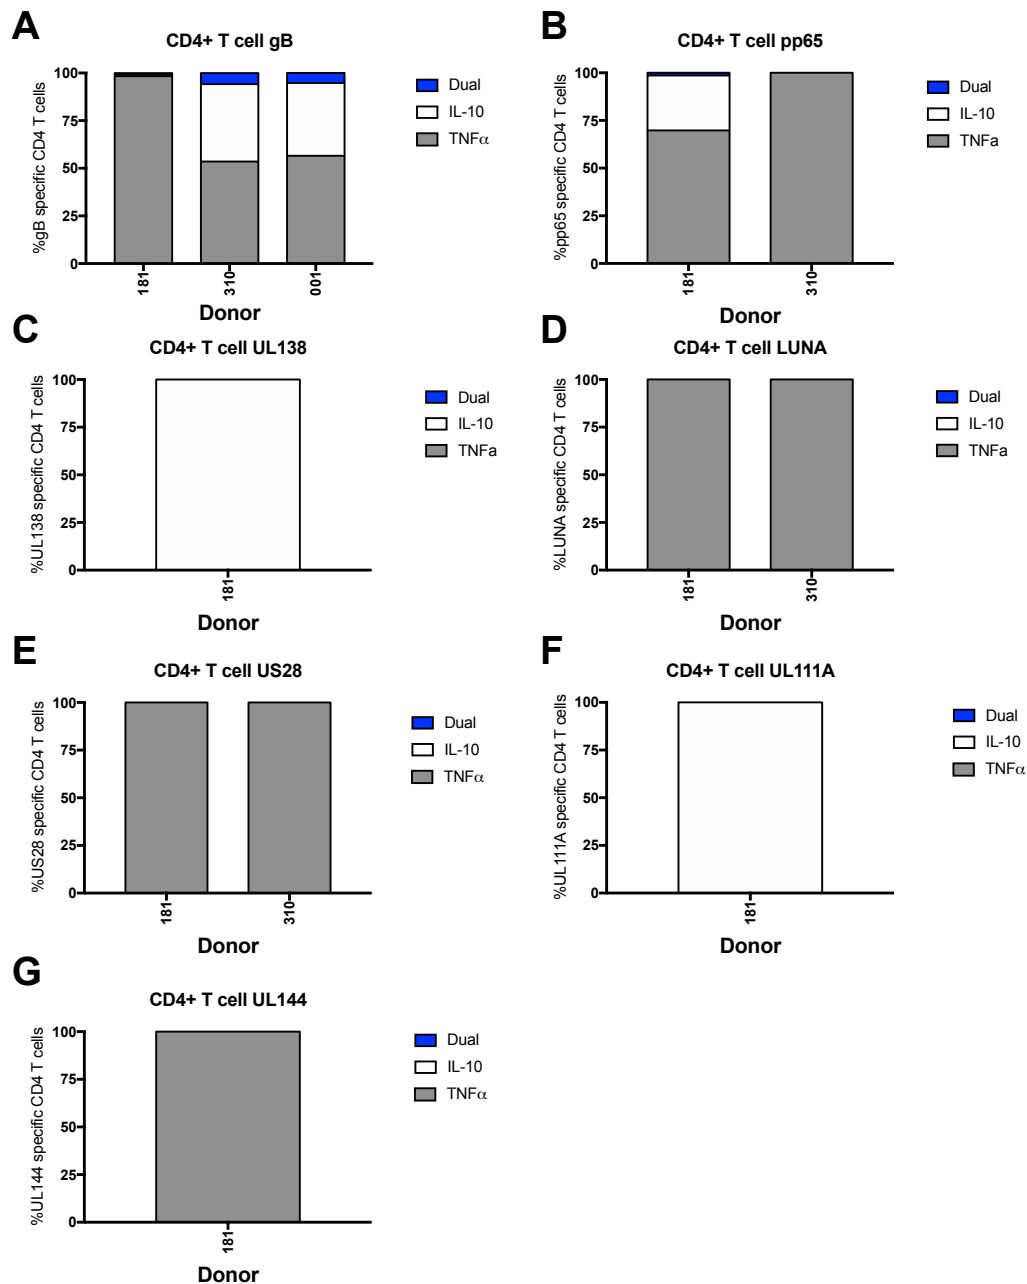 A
CD4+ T cell gB
%gB specific CD4 T cells
100
75
50
25
0
181
310
001
Donor
Dual
IL-10
TNFα
B
CD4+ T cell pp65
%pp65 specific CD4 T cells
100
75
50
25
0
181
310
Donor
Dual
IL-10
TNFa
C
CD4+ T cell UL138
%UL138 specific CD4 T cells
100
75
50
25
0
181
Donor
Dual
IL-10
TNFa
D
CD4+ T cell LUNA
%LUNA specific CD4 T cells
100
75
50
25
0
181
310
Donor
Dual
IL-10
TNFa
E
CD4+ T cell US28
%US28 specific CD4 T cells
100
75
50
25
0
181
310
Donor
Dual
IL-10
TNFα
F
CD4+ T cell UL111A
%UL111A specific CD4 T cells
100
75
50
25
0
181
Donor
Dual
IL-10
TNFα
G
CD4+ T cell UL144
%UL144 specific CD4 T cells
100
75
50
25
0
181
Donor
Dual
IL-10
TNFα